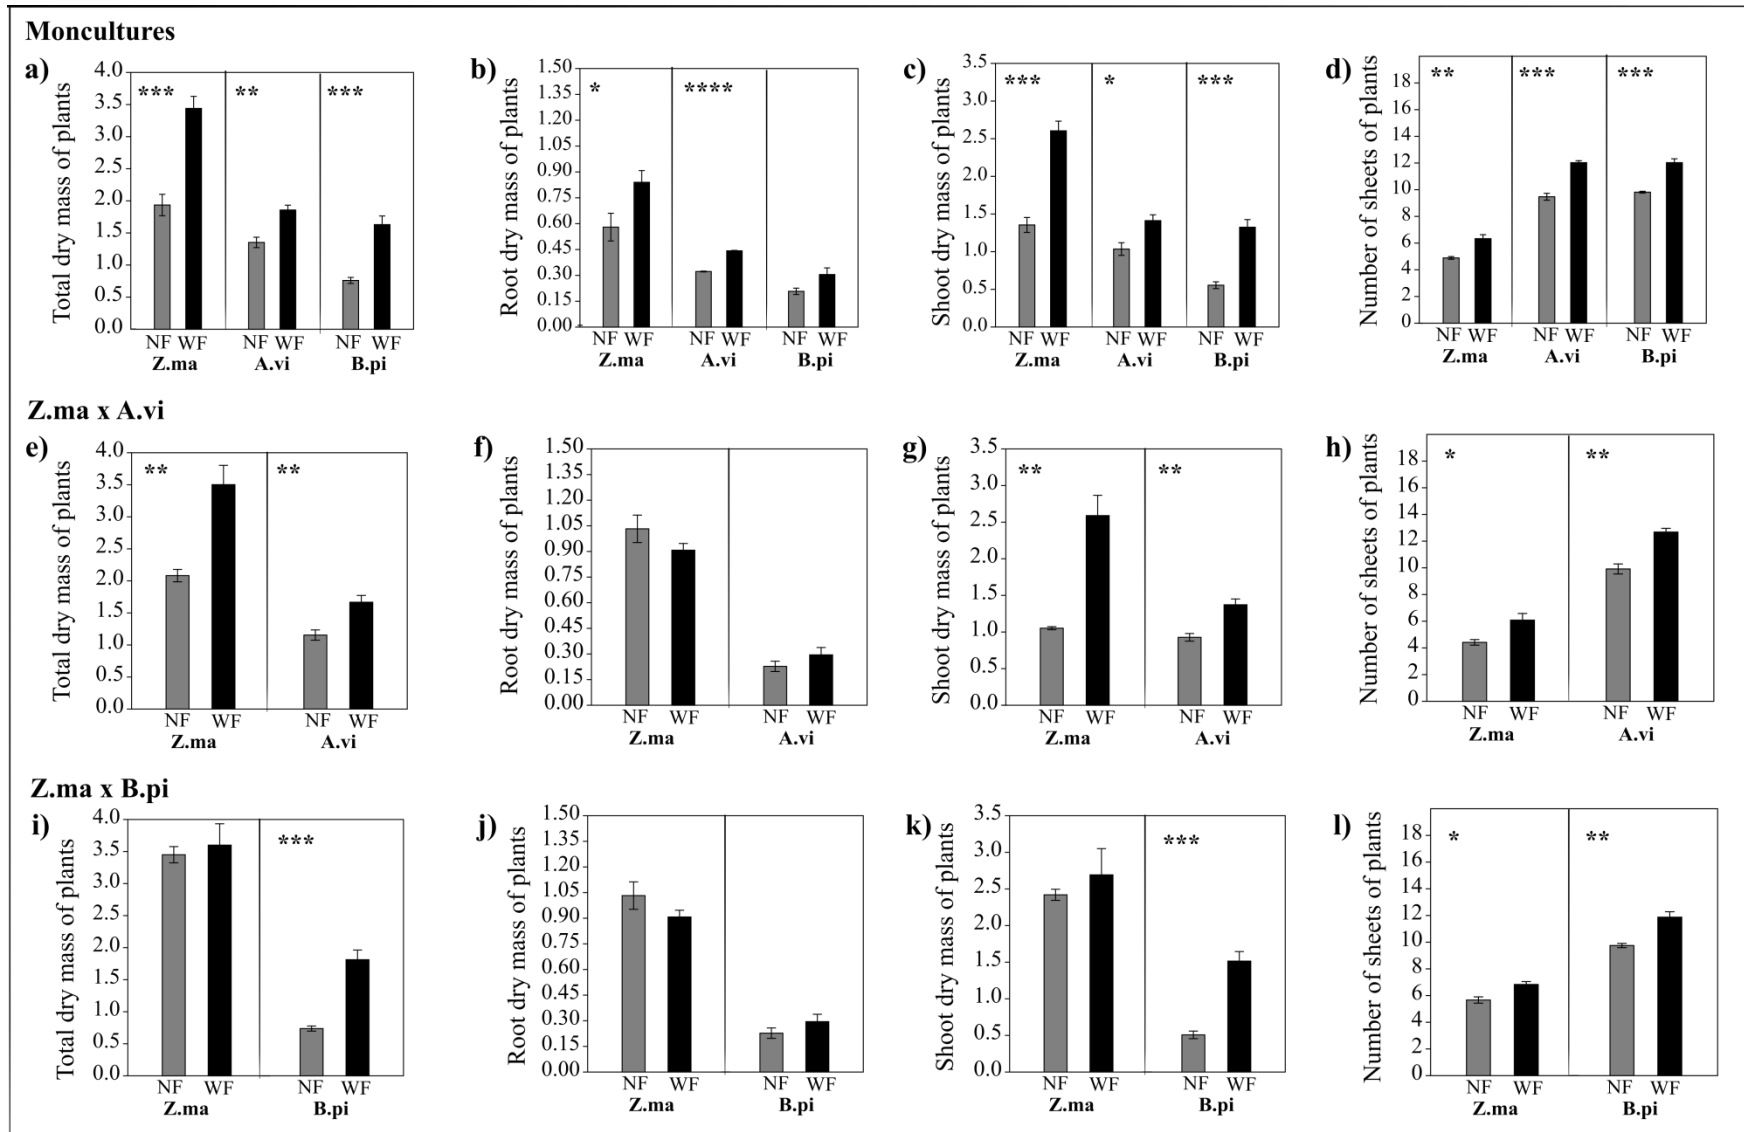 Moncultures
a)
Total dry mass of plants
4.0
3.5
3.0
2.5
2.0
1.5
1.0
0.5
0.0
*** ** ***
NF WF NF WF NF WF
Z.ma A.vi B.pi
b)
Root dry mass of plants
1.50
1.35
1.20
1.05
0.90
0.75
0.60
0.45
0.30
0.15
0.00
* ****
NF WF NF WF NF WF
Z.ma A.vi B.pi
c)
Shoot dry mass of plants
3.5
3.0
2.5
2.0
1.5
1.0
0.5
0.0
*** * ***
NF WF NF WF NF WF
Z.ma A.vi B.pi
d)
Number of sheets of plants
18
16
14
12
10
8
6
4
2
0
** *** ***
NF WF NF WF NF WF
Z.ma A.vi B.pi
Z.ma x A.vi
e)
Total dry mass of plants
4.0
3.5
3.0
2.5
2.0
1.5
1.0
0.5
0.0
** **
NF WF NF WF
Z.ma A.vi
f)
Root dry mass of plants
1.50
1.35
1.20
1.05
0.90
0.75
0.60
0.45
0.30
0.15
0.00
NF WF NF WF
Z.ma A.vi
g)
Shoot dry mass of plants
3.5
3.0
2.5
2.0
1.5
1.0
0.5
0.0
** **
NF WF NF WF
Z.ma A.vi
h)
Number of sheets of plants
18
16
14
12
10
8
6
4
2
0
* **
NF WF NF WF
Z.ma A.vi
Z.ma x B.pi
i)
Total dry mass of plants
4.0
3.5
3.0
2.5
2.0
1.5
1.0
0.5
0.0
***
NF WF NF WF
Z.ma B.pi
j)
Root dry mass of plants
1.50
1.35
1.20
1.05
0.90
0.75
0.60
0.45
0.30
0.15
0.00
NF WF NF WF
Z.ma B.pi
k)
Shoot dry mass of plants
3.5
3.0
2.5
2.0
1.5
1.0
0.5
0.0
***
NF WF NF WF
Z.ma B.pi
l)
Number of sheets of plants
18
16
14
12
10
8
6
4
2
0
* **
NF WF NF WF
Z.ma B.pi